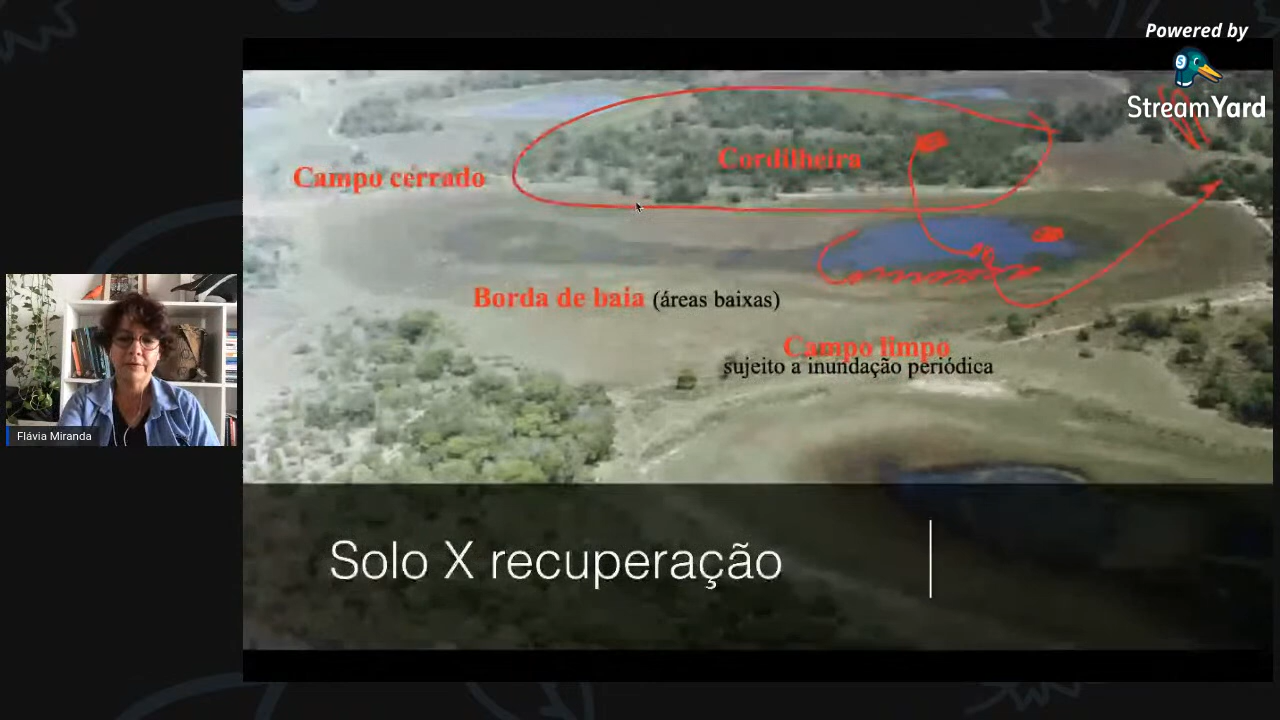 Powered by
StreamYard
Cordilheira
Campo cerrado
Borda de baia (áreas baixas)
Campo limpo
sujeito a inundação periódica
Flávia Miranda
Solo X recuperação